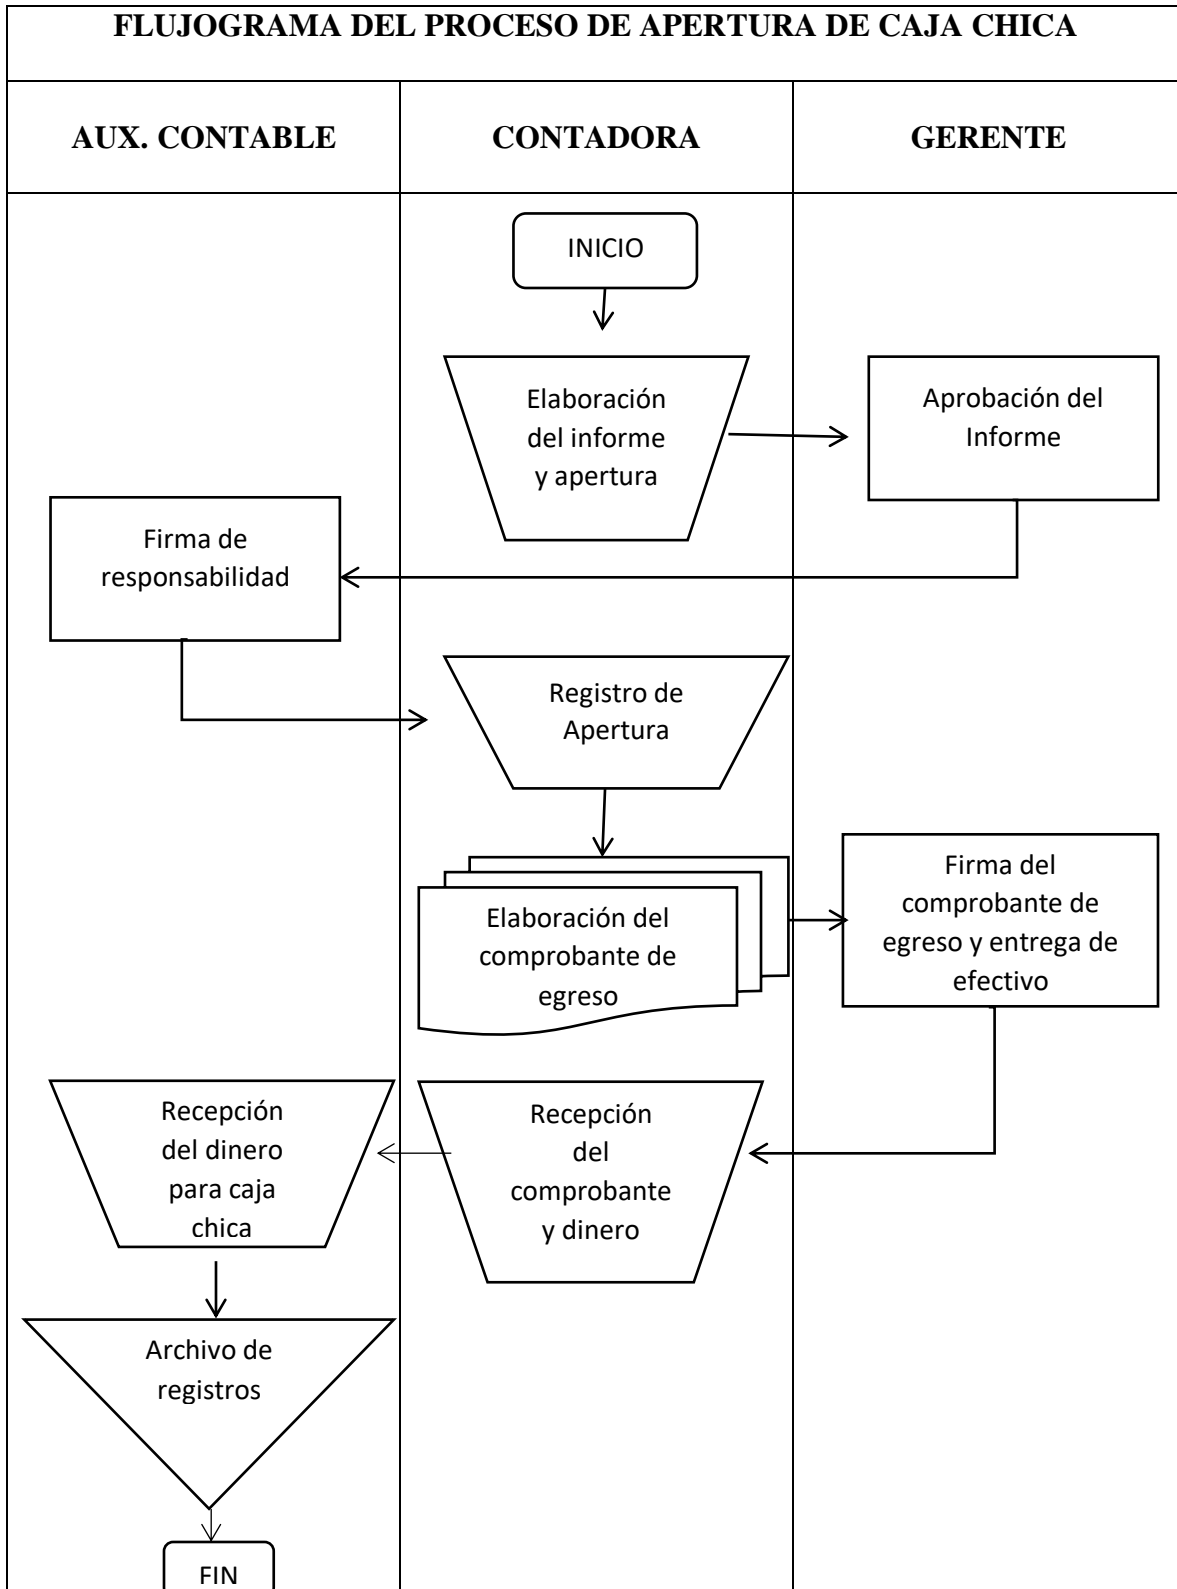 FLUJOGRAMA DEL PROCESO DE APERTURA DE CAJA CHICA
AUX. CONTABLE
CONTADORA
GERENTE
INICIO
Elaboración
del informe
y apertura
Aprobación del
Informe
Firma de
responsabilidad
Registro de
Apertura
Elaboración del
comprobante de
egreso
Firma del
comprobante de
egreso y entrega de
efectivo
Recepción
del
comprobante
y dinero
Recepción
del dinero
para caja
chica
Archivo de
registros
FIN